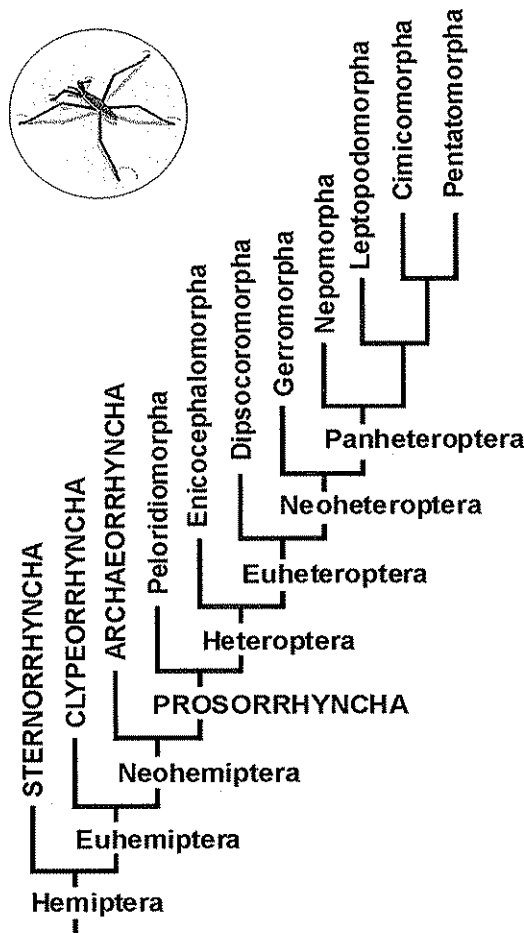 Pentatomorpha
Cimicomorpha
Leptopodomorpha
Nepomorpha
Gerromorpha
Dipsocoromorpha
Enicocephalomorpha
Peloridiomorpha
ARCHAEORRHYNCHA
CLYPEORRHYNCHA
STERNORRHYNCHA
Panheteroptera
Neoheteroptera
Euheteroptera
Heteroptera
PROSORRHYNCHA
Neohemiptera
Euhemiptera
Hemiptera